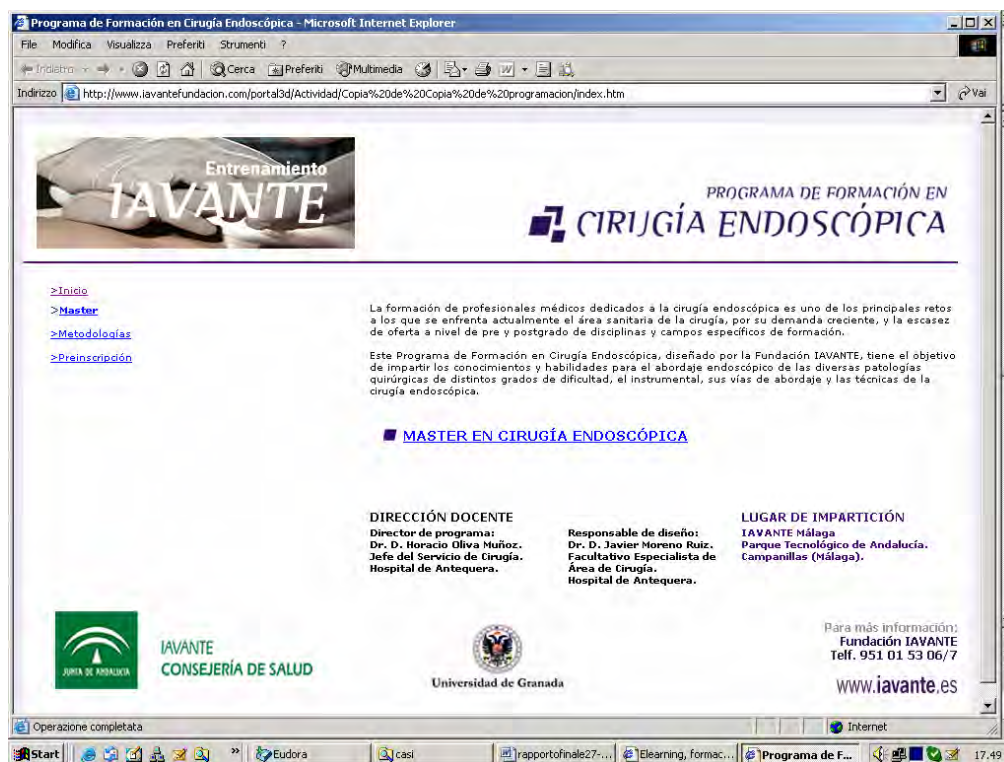 Programa de Formación en Cirugía Endoscópica - Microsoft Internet Explorer
File Modifica Visualizza Preferiti Strumenti ?
Indietro Cerca Preferiti Multimedia
Indirizzo http://www.iavantefundacion.com/portal3d/Actividad/Copia%20de%20Copia%20de%20programacion/index.htm Vai
Entrenamiento
IAVANTE
PROGRAMA DE FORMACIÓN EN
CIRUGÍA ENDOSCÓPICA
>Inicio
>Master
>Metodologías
>Preinscripción
La formación de profesionales médicos dedicados a la cirugía endoscópica es uno de los principales retos
a los que se enfrenta actualmente el área sanitaria de la cirugía, por su demanda creciente, y la escasez
de oferta a nivel de pre y postgrado de disciplinas y campos específicos de formación.
Este Programa de Formación en Cirugía Endoscópica, diseñado por la Fundación IAVANTE, tiene el objetivo
de impartir los conocimientos y habilidades para el abordaje endoscópico de las diversas patologías
quirúrgicas de distintos grados de dificultad, el instrumental, sus vías de abordaje y las técnicas de la
cirugía endoscópica.
MASTER EN CIRUGÍA ENDOSCÓPICA
DIRECCIÓN DOCENTE
Director de programa:
Dr. D. Horacio Oliva Muñoz.
Jefe del Servicio de Cirugía.
Hospital de Antequera.
Responsable de diseño:
Dr. D. Javier Moreno Ruiz.
Facultativo Especialista de
Área de Cirugía.
Hospital de Antequera.
LUGAR DE IMPARTICIÓN
IAVANTE Málaga
Parque Tecnológico de Andalucía.
Campanillas (Málaga).
JUNTA DE ANDALUCIA
IAVANTE
CONSEJERÍA DE SALUD
Universidad de Granada
Para más información:
Fundación IAVANTE
Telf. 951 01 53 06/7
www.iavante.es
Operazione completata Internet
Start » Eudora casi rapportofinale27-... Elearning, formac... Programa de F... 17.49